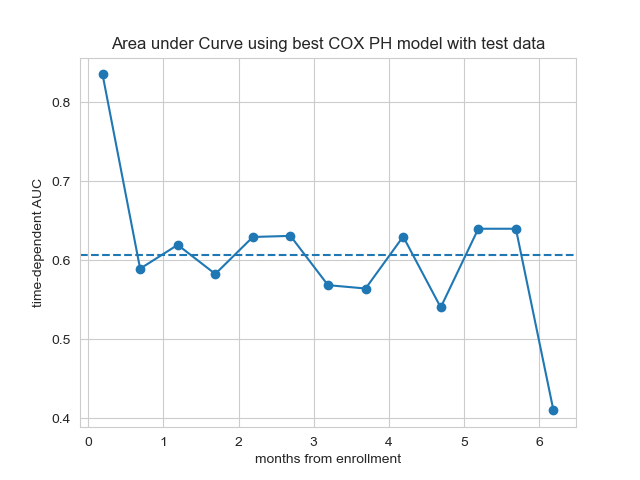 Area under Curve using best COX PH model with test data
time-dependent AUC
0.8
0.7
0.6
0.5
0.4
0 1 2 3 4 5 6
months from enrollment